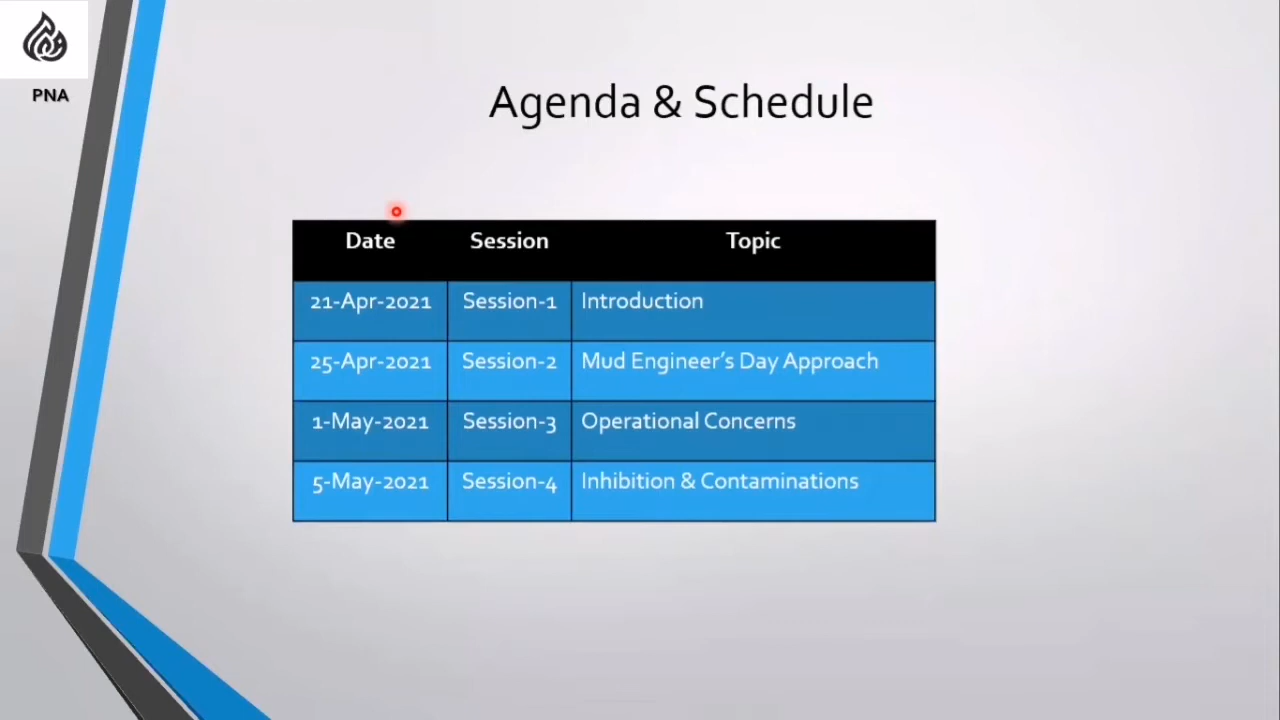 PNA
Agenda & Schedule
Date Session Topic
21-Apr-2021 Session-1 Introduction
25-Apr-2021 Session-2 Mud Engineer’s Day Approach
1-May-2021 Session-3 Operational Concerns
5-May-2021 Session-4 Inhibition & Contaminations